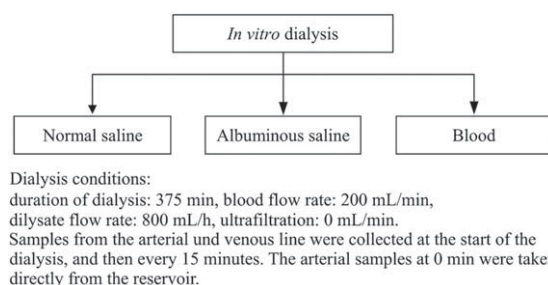 In vitro dialysis
Normal saline
Albuminous saline
Blood
Dialysis conditions:
duration of dialysis: 375 min, blood flow rate: 200 mL/min,
dilysate flow rate: 800 mL/h, ultrafiltration: 0 mL/min.
Samples from the arterial und venous line were collected at the start of the
dialysis, and then every 15 minutes. The arterial samples at 0 min were take
directly from the reservoir.